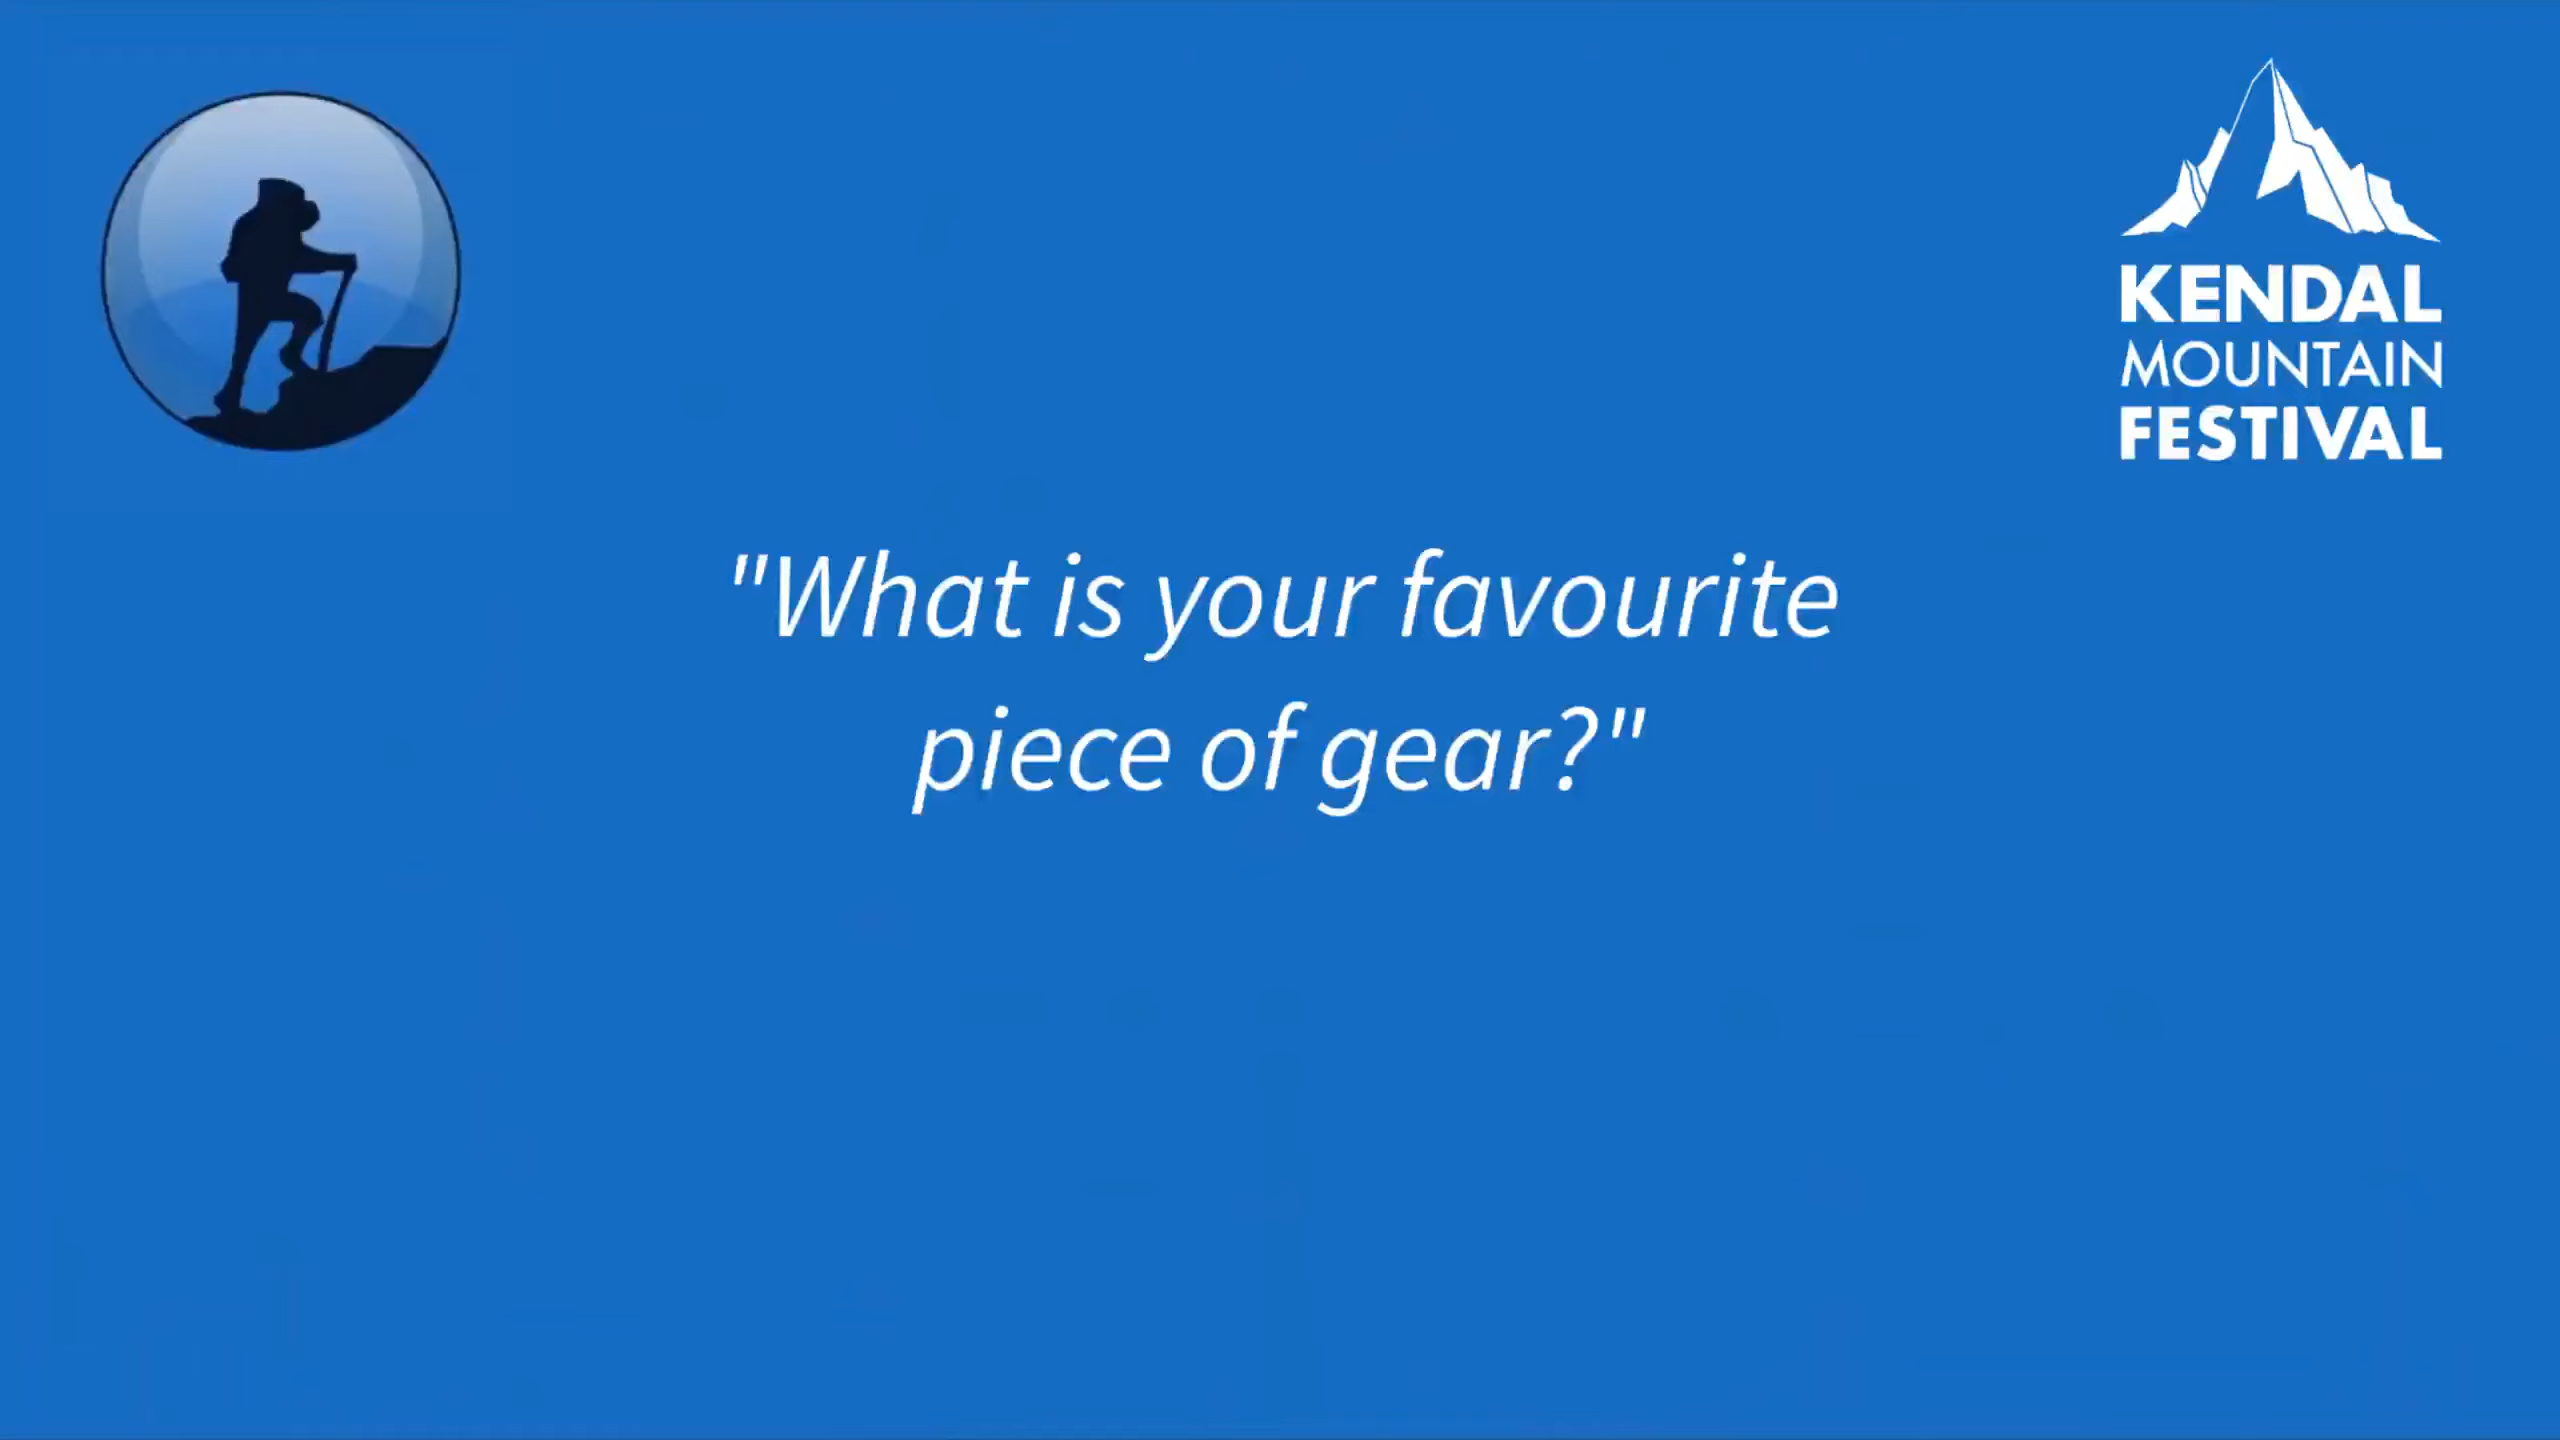 KENDAL
MOUNTAIN
FESTIVAL
"What is your favourite
piece of gear?"